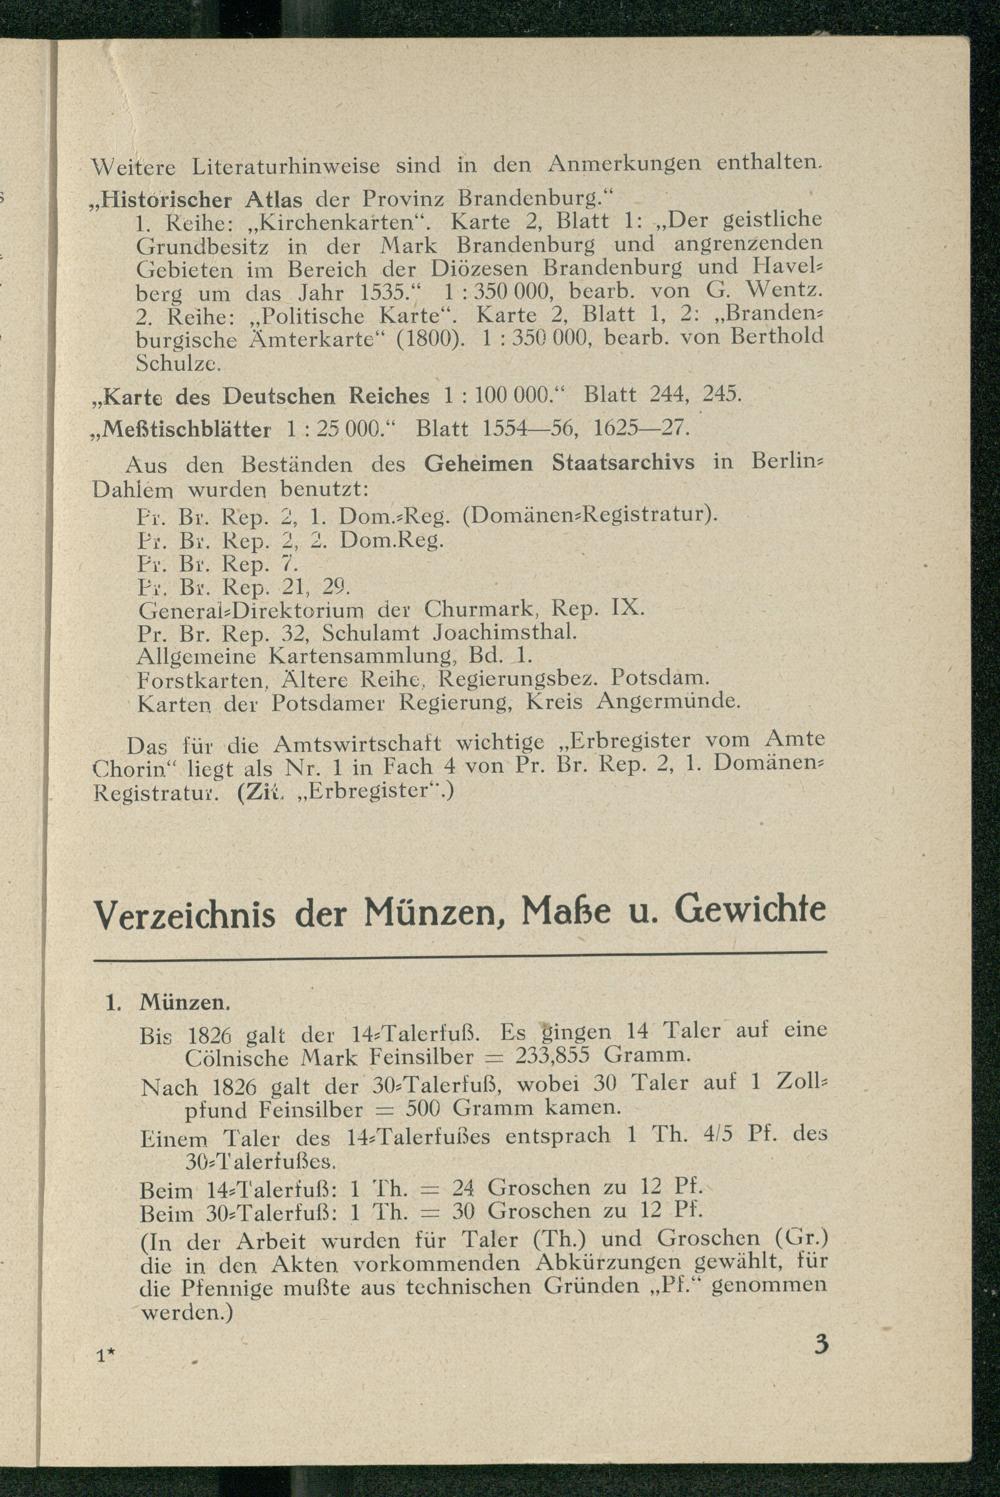 Weitere Literaturhinweise sind in den Anmerkungen enthalten.
„Historischer Atlas der Provinz Brandenburg.“
1. Reihe: „Kirchenkarten“. Karte 2, Blatt 1: „Der geistliche
Grundbesitz in der Mark Brandenburg und angrenzenden
Gebieten im Bereich der Diözesen Brandenburg und Havel⸗
berg um das Jahr 1535.“ 1 : 350 000, bearb. von G. Wentz.
2. Reihe: „Politische Karte“. Karte 2, Blatt 1, 2: „Branden⸗
burgische Ämterkarte“ (1800). 1 : 350 000, bearb. von Berthold
Schulze.
„Karte des Deutschen Reiches 1 : 100 000.“ Blatt 244, 245.
„Meßtischblätter 1 : 25 000.“ Blatt 1554—56, 1625—27.
Aus den Beständen des Geheimen Staatsarchivs in Berlin⸗
Dahlem wurden benutzt:
Pr. Br. Rep. 2, 1. Dom.⸗Reg. (Domänen⸗Registratur).
Pr. Br. Rep. 2, 2. Dom.Reg.
Pr. Br. Rep. 7.
Pr. Br. Rep. 21, 29.
General⸗Direktorium der Churmark, Rep. IX.
Pr. Br. Rep. 32, Schulamt Joachimsthal.
Allgemeine Kartensammlung, Bd. 1.
Forstkarten, Ältere Reihe, Regierungsbez. Potsdam.
Karten der Potsdamer Regierung, Kreis Angermünde.
Das für die Amtswirtschaft wichtige „Erbregister vom Amte
Chorin“ liegt als Nr. 1 in Fach 4 von Pr. Br. Rep. 2, 1. Domänen⸗
Registratur. (Zit. „Erbregister“.)
Verzeichnis der Münzen, Maße u. Gewichte
1. Münzen.
Bis 1826 galt der 14⸗Talerfuß. Es gingen 14 Taler auf eine
Cölnische Mark Feinsilber = 233,855 Gramm.
Nach 1826 galt der 30⸗Talerfuß, wobei 30 Taler auf 1 Zoll⸗
pfund Feinsilber = 500 Gramm kamen.
Einem Taler des 14⸗Talerfußes entsprach 1 Th. 4/5 Pf. des
30⸗Talerfußes.
Beim 14⸗Talerfuß: 1 Th. = 24 Groschen zu 12 Pf.
Beim 30⸗Talerfuß: 1 Th. = 30 Groschen zu 12 Pf.
(In der Arbeit wurden für Taler (Th.) und Groschen (Gr.)
die in den Akten vorkommenden Abkürzungen gewählt, für
die Pfennige mußte aus technischen Gründen „Pf.“ genommen
werden.)
1*
3